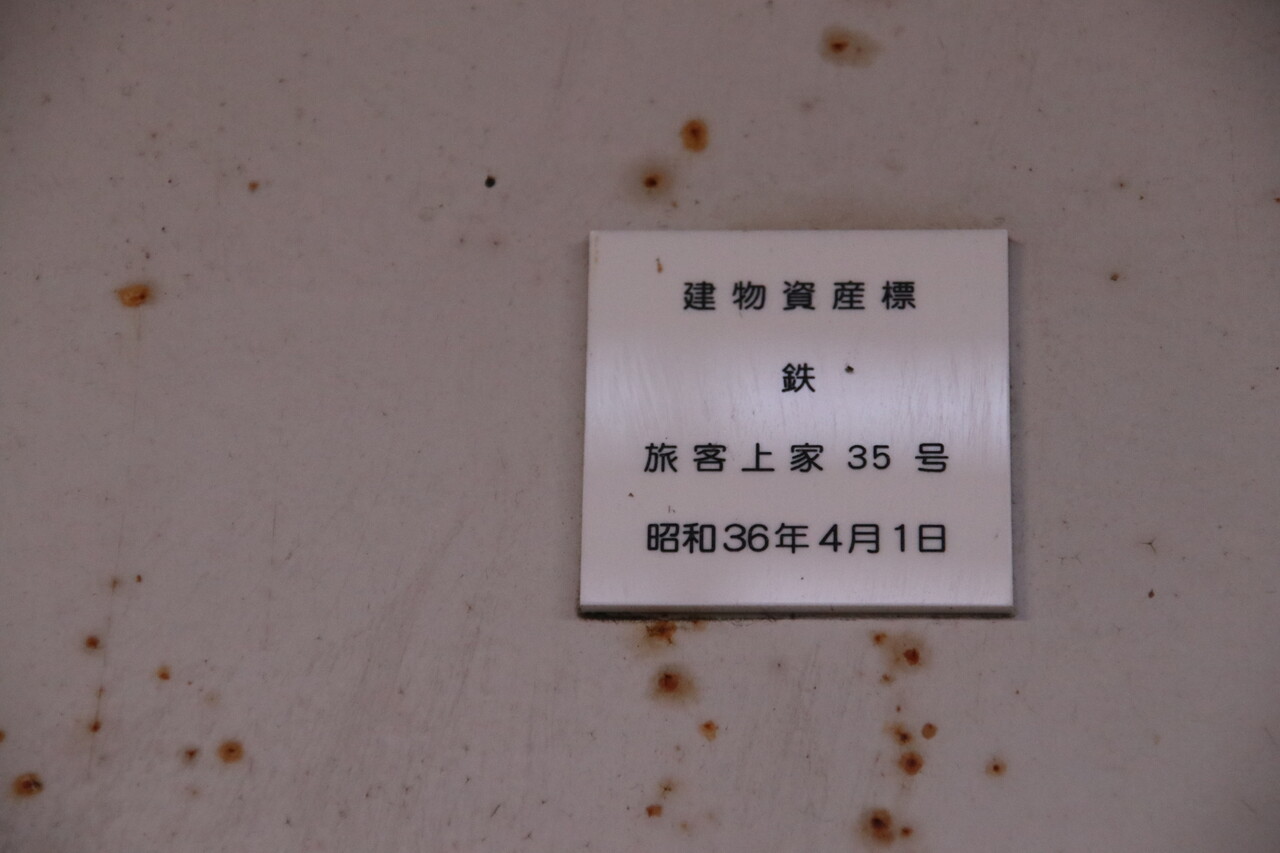 建物資産標
鉄
旅客上家 35 号
昭和36年4月1日